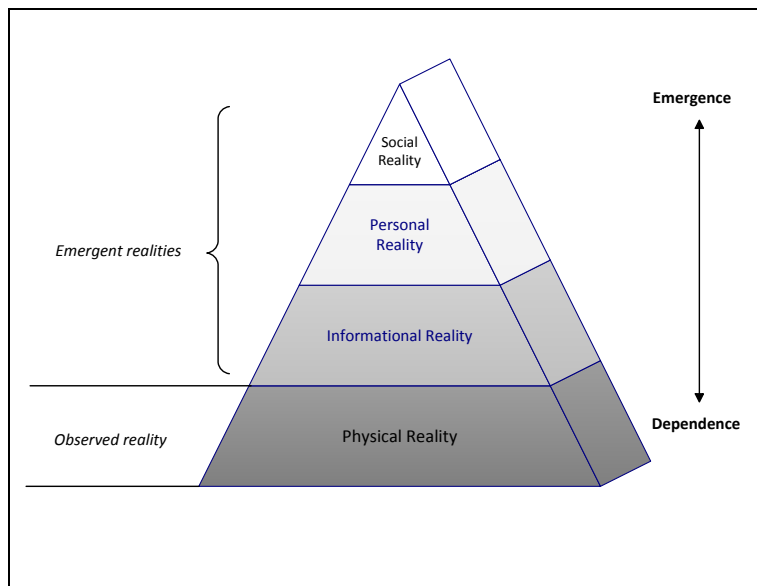 Emergence
Social
Reality
Personal
Reality
Emergent realities
Informational Reality
Dependence
Physical Reality
Observed reality